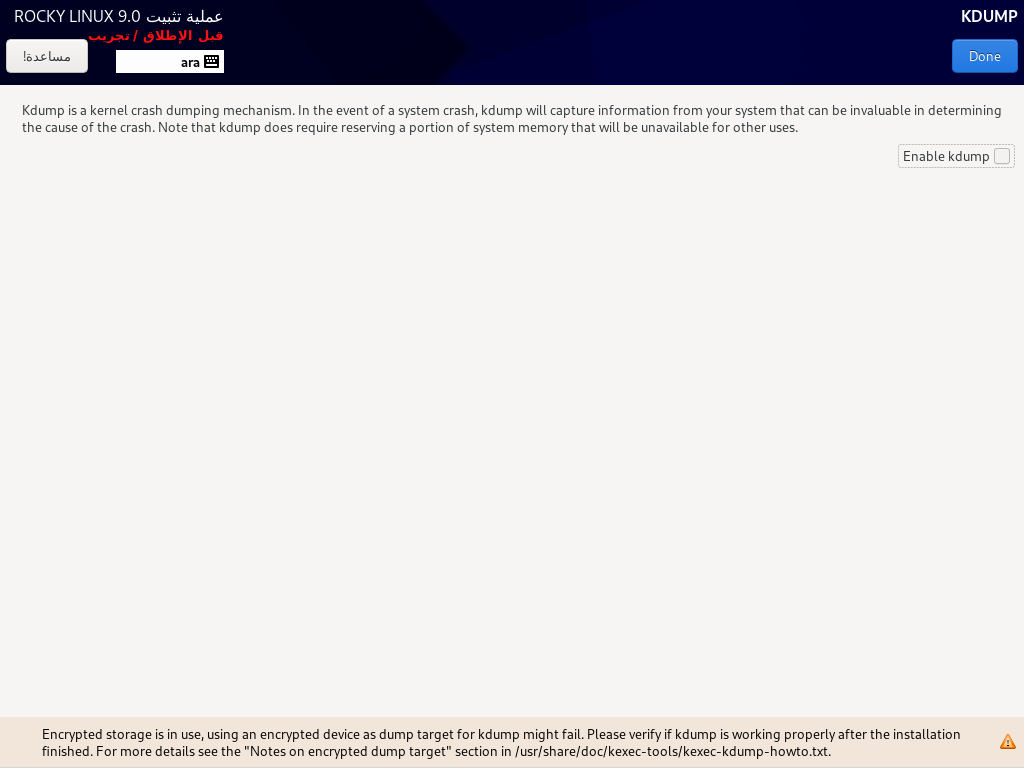 KDUMP
Done
ROCKY LINUX 9.0 عملية تثبيت
قبل الإطلاق / تجريب
ara
مساعدة!
Kdump is a kernel crash dumping mechanism. In the event of a system crash, kdump will capture information from your system that can be invaluable in determining
the cause of the crash. Note that kdump does require reserving a portion of system memory that will be unavailable for other uses.
Enable kdump
Encrypted storage is in use, using an encrypted device as dump target for kdump might fail. Please verify if kdump is working properly after the installation
finished. For more details see the "Notes on encrypted dump target" section in /usr/share/doc/kexec-tools/kexec-kdump-howto.txt.